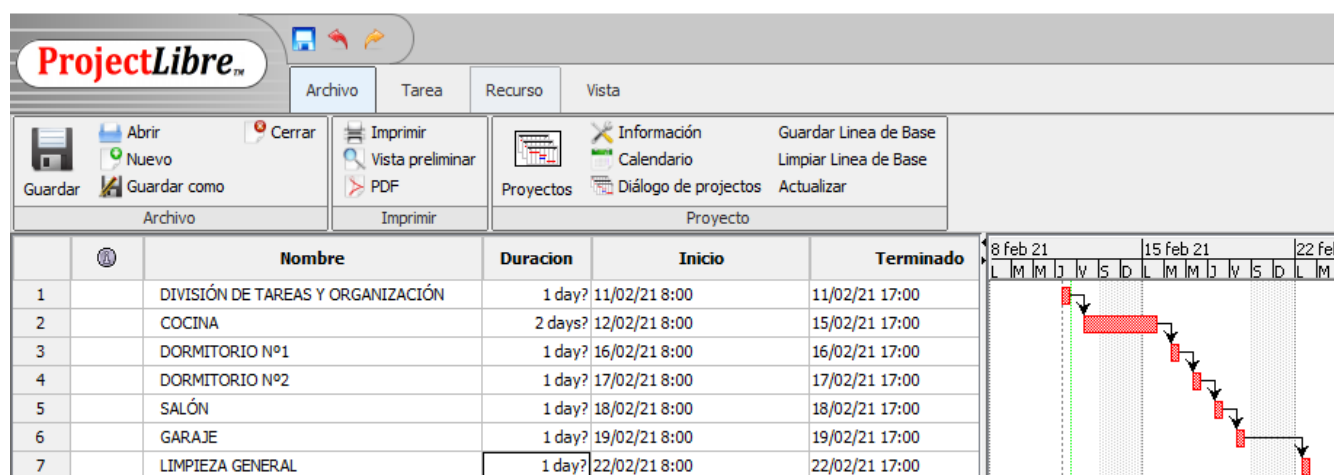 ProjectLibre TM
Archivo Tarea Recurso Vista
Abrir Cerrar Imprimir Información Guardar Linea de Base
Nuevo Vista preliminar Calendario Limpiar Linea de Base
Guardar Guardar como PDF Proyectos Diálogo de projectos Actualizar
Archivo Imprimir Proyecto
Nombre Duracion Inicio Terminado 8 feb 21 15 feb 21 22 fe
L M M J V S D L M M J V S D L M
1 DIVISIÓN DE TAREAS Y ORGANIZACIÓN 1 day? 11/02/21 8:00 11/02/21 17:00
2 COCINA 2 days? 12/02/21 8:00 15/02/21 17:00
3 DORMITORIO Nº1 1 day? 16/02/21 8:00 16/02/21 17:00
4 DORMITORIO Nº2 1 day? 17/02/21 8:00 17/02/21 17:00
5 SALÓN 1 day? 18/02/21 8:00 18/02/21 17:00
6 GARAJE 1 day? 19/02/21 8:00 19/02/21 17:00
7 LIMPIEZA GENERAL 1 day? 22/02/21 8:00 22/02/21 17:00